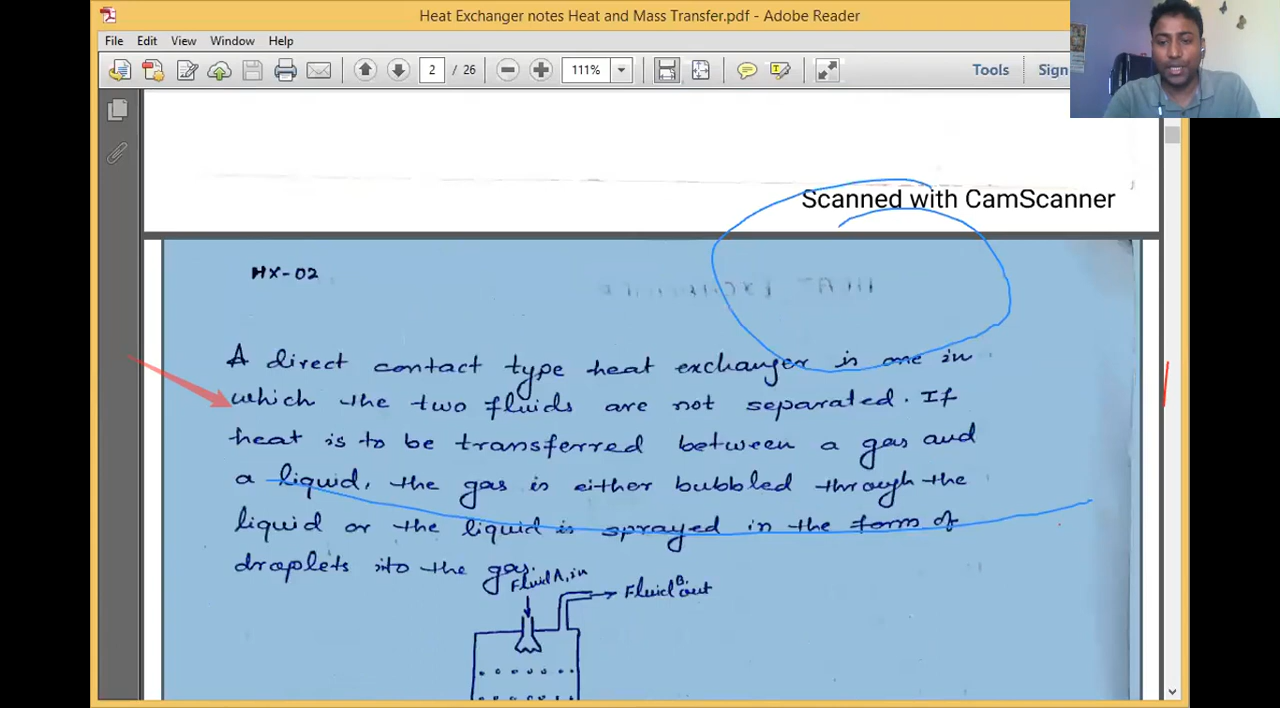 Heat Exchanger notes Heat and Mass Transfer.pdf - Adobe Reader
File Edit View Window Help
2 / 26 111% Tools Sign
Scanned with CamScanner
HX-02
A direct contact type heat exchanger is one in
which the two fluids are not separated. If
heat is to be transferred between a gas and
a liquid, the gas is either bubbled through the
liquid or the liquid is sprayed in the form of
droplets into the gas.
Fluid A, in
Fluid B, out